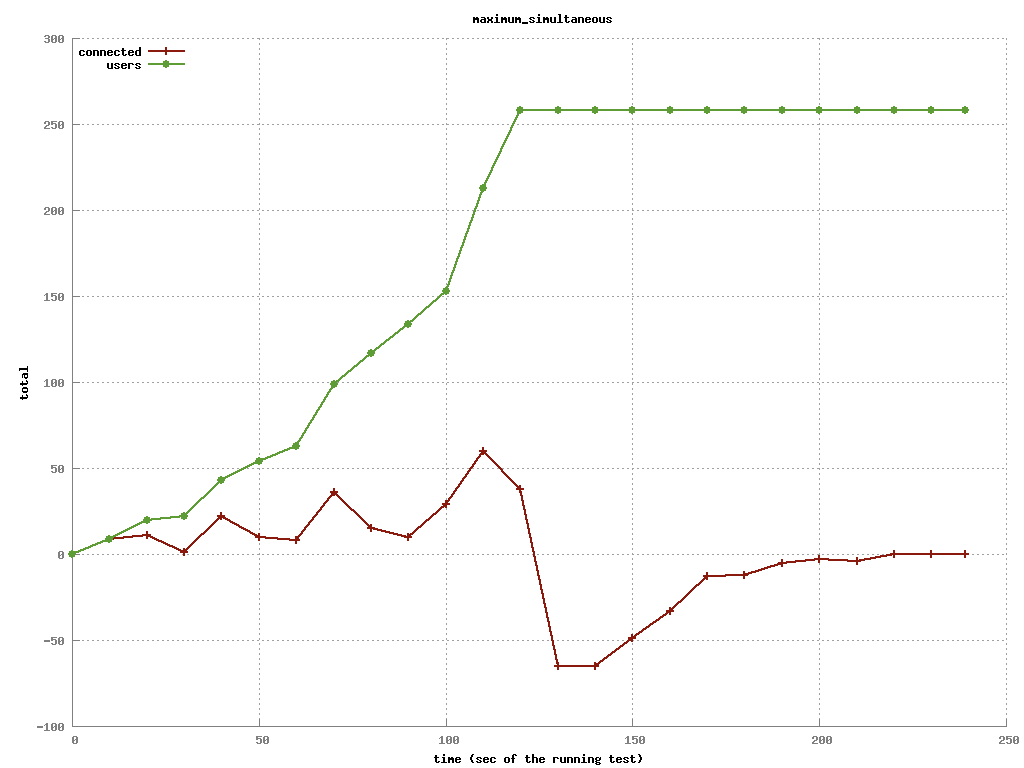 maximum_simultaneous
300
connected
users
250
200
150
100
total
50
0
-50
-100
0 50 100 150 200 250
time (sec of the running test)